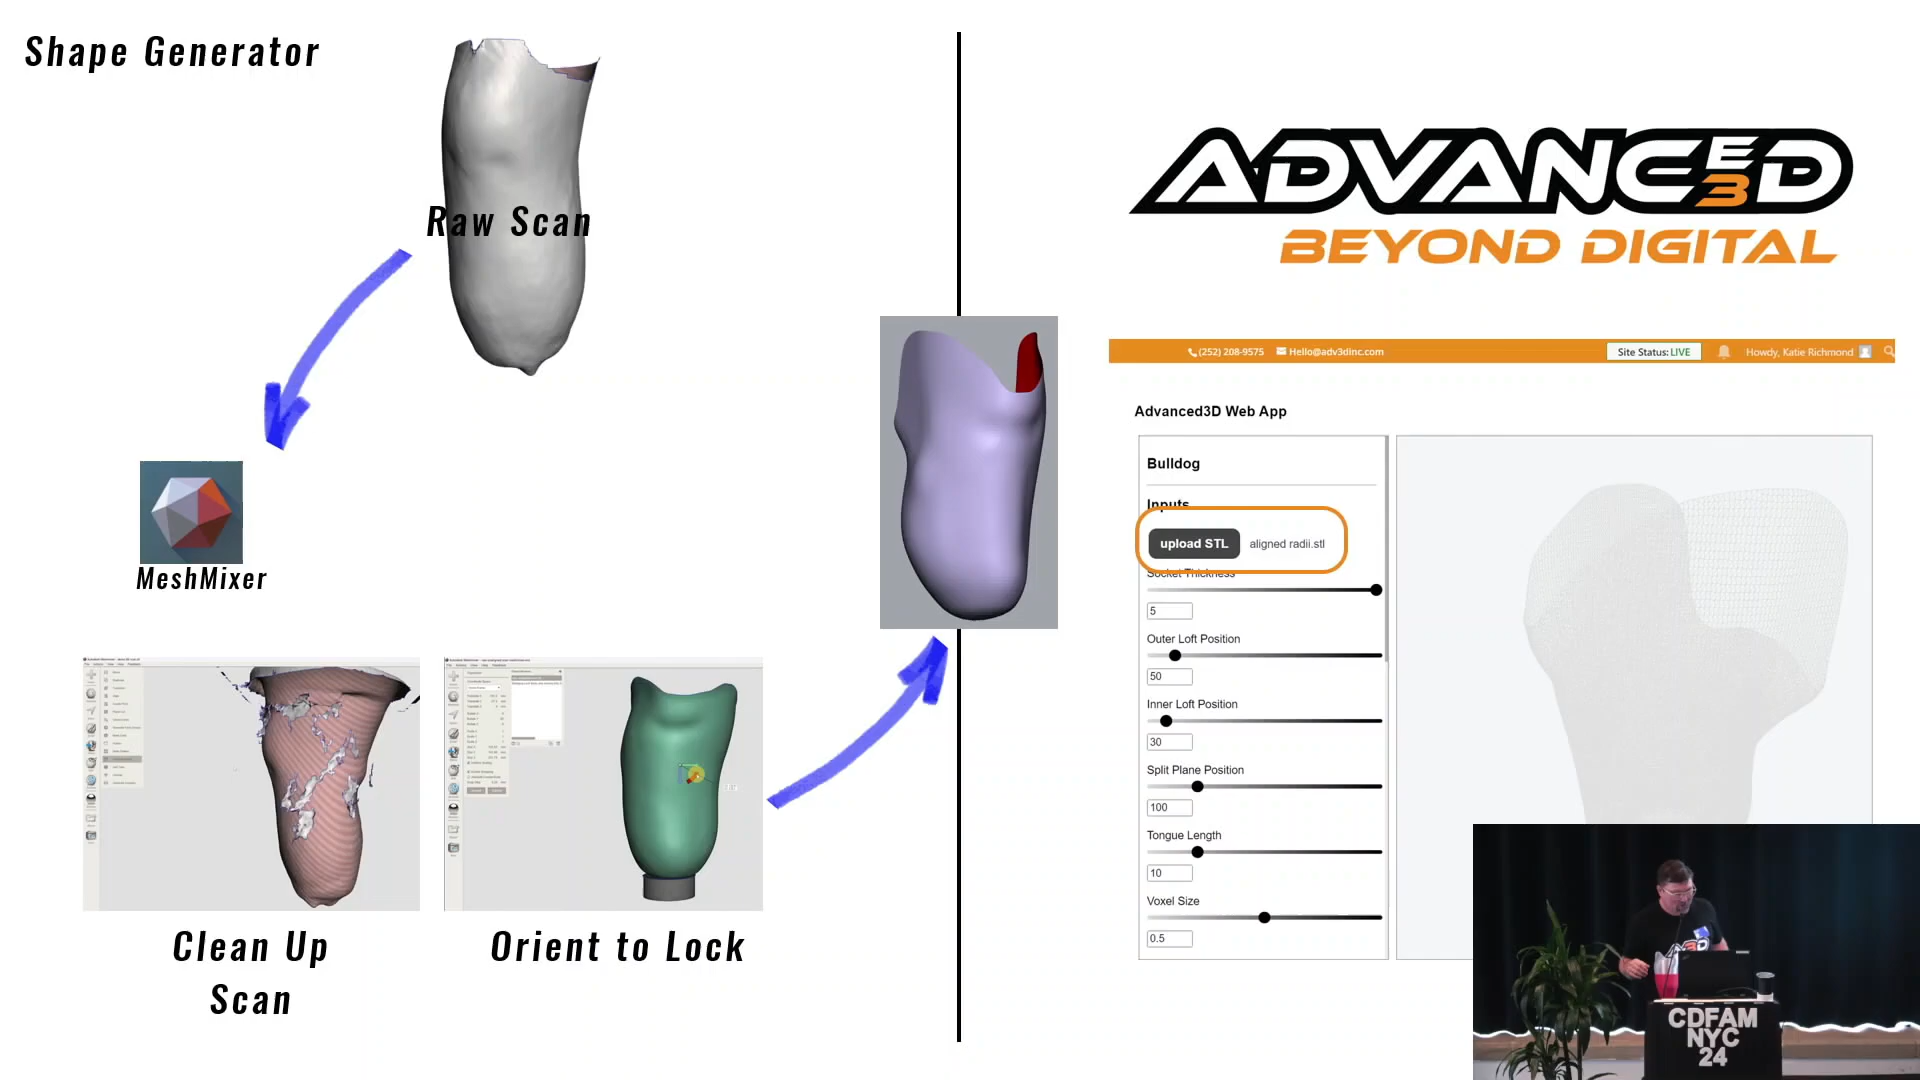 Shape Generator
Raw Scan
MeshMixer
Clean Up
Scan
Orient to Lock
ADVANCE3D
BEYOND DIGITAL
(252) 208-9575
Hello@adv3dinc.com
Site Status: LIVE
Howdy, Katie Richmond
Advanced3D Web App
Bulldog
Inputs
upload STL
aligned radii.stl
Socket Thickness
5
Outer Loft Position
50
Inner Loft Position
30
Split Plane Position
100
Tongue Length
10
Voxel Size
0.5
CDFAM
NYC
24